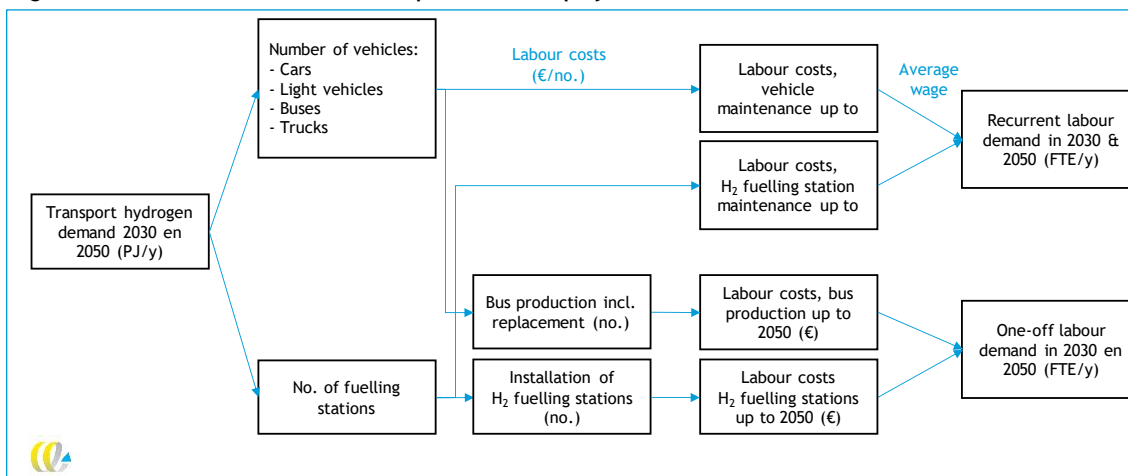 Number of vehicles:
- Cars
- Light vehicles
- Buses
- Trucks
Labour costs
(€/no.)
Labour costs,
vehicle
maintenance up to
Average
wage
Recurrent labour
demand in 2030 &
2050 (FTE/y)
Labour costs,
H₂ fuelling station
maintenance up to
Transport hydrogen
demand 2030 en
2050 (PJ/y)
Bus production incl.
replacement (no.)
Labour costs, bus
production up to
2050 (€)
One-off labour
demand in 2030 en
2050 (FTE/y)
No. of fuelling
stations
Installation of
H₂ fuelling stations
(no.)
Labour costs
H₂ fuelling stations
up to 2050 (€)